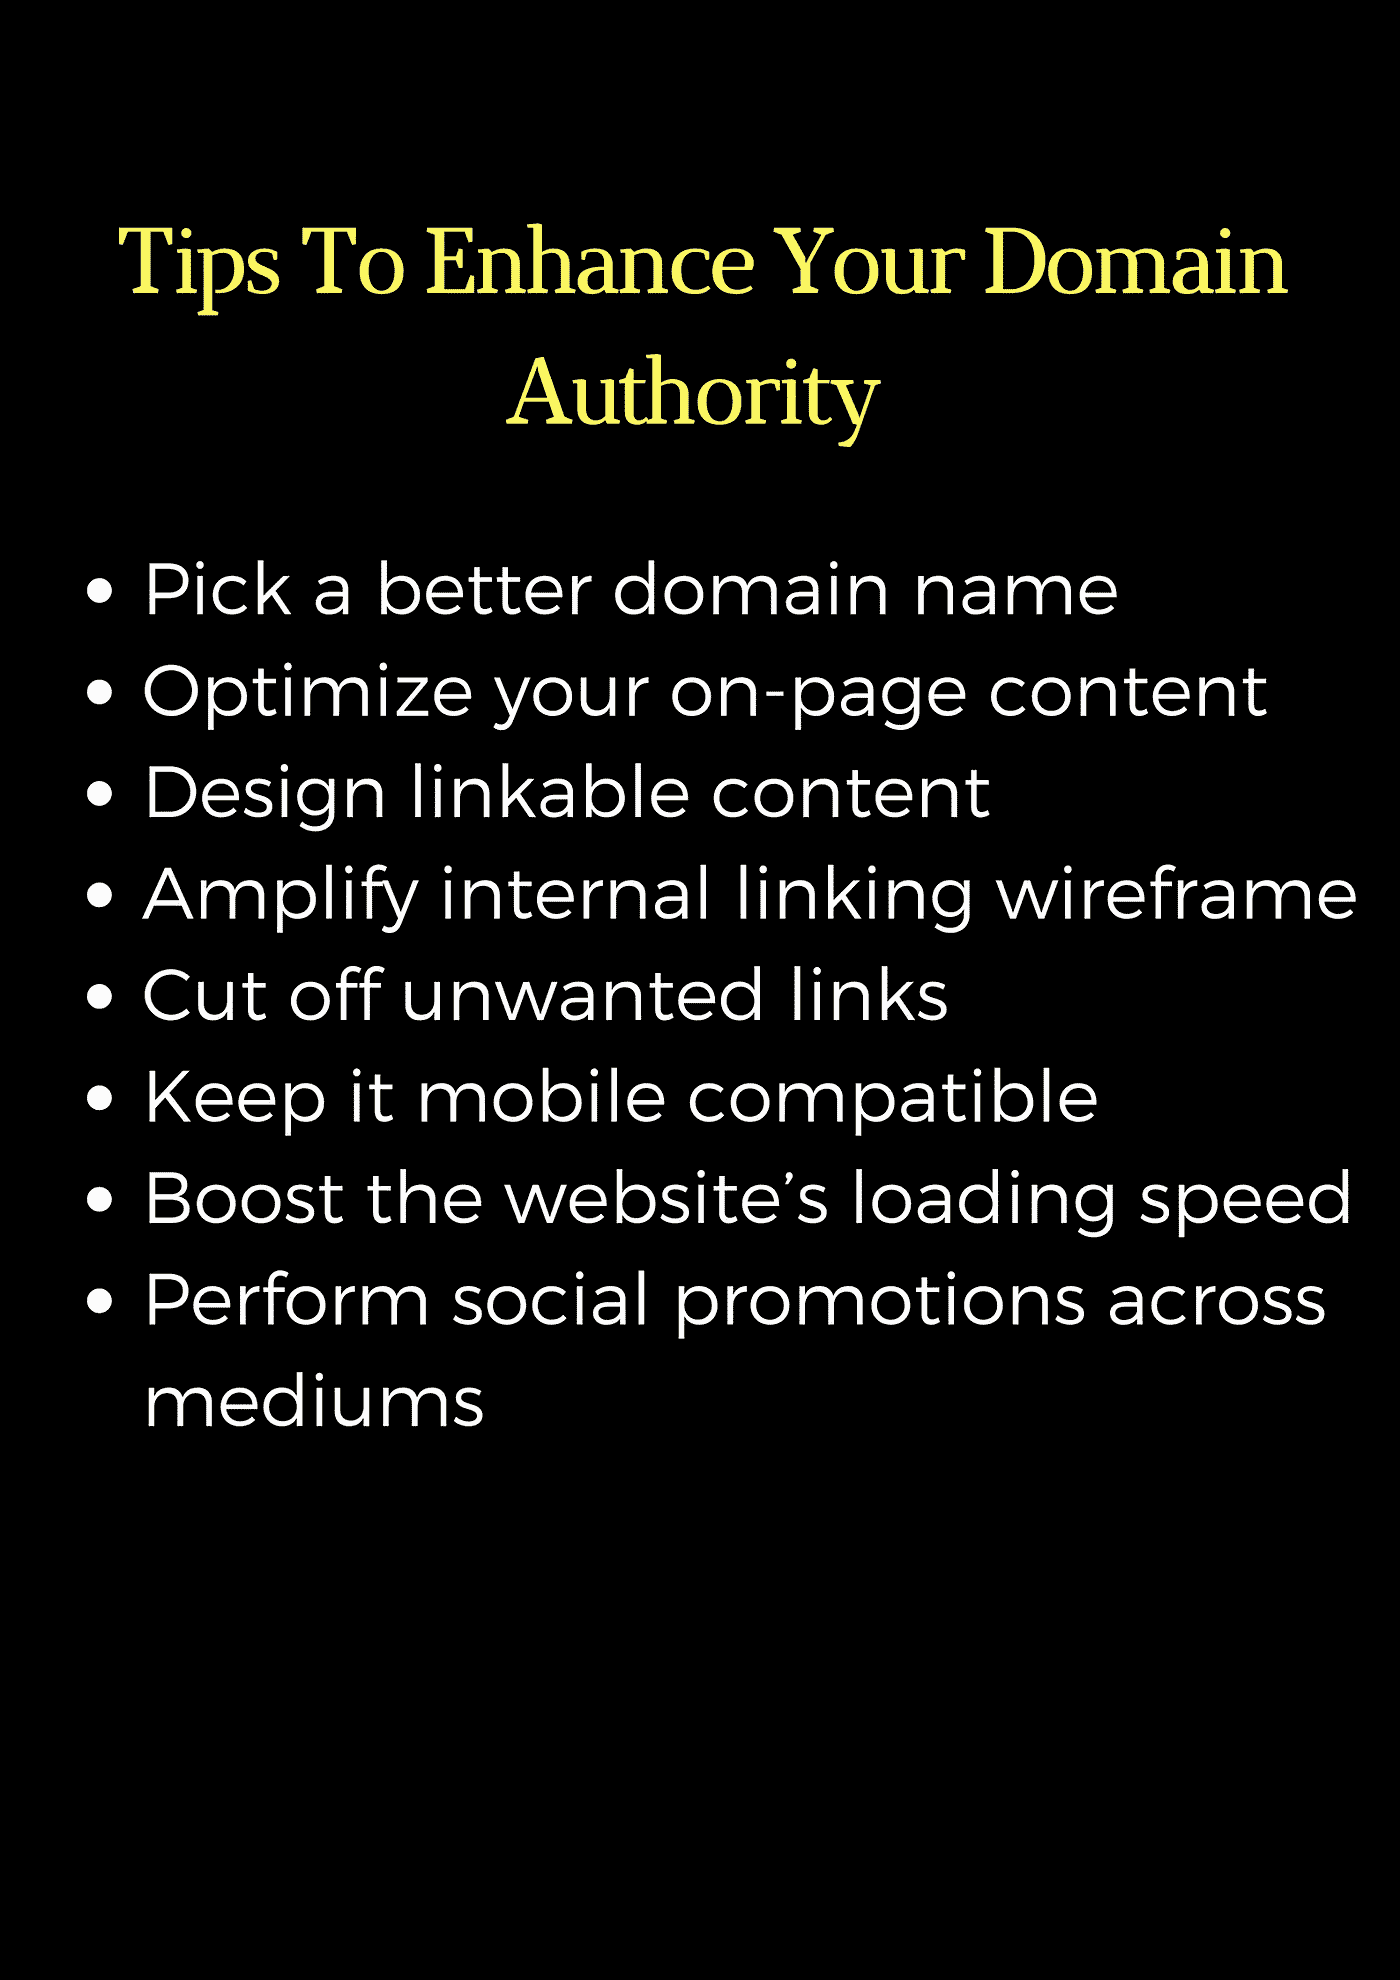 Tips To Enhance Your Domain
Authority
• Pick a better domain name
• Optimize your on-page content
• Design linkable content
• Amplify internal linking wireframe
• Cut off unwanted links
• Keep it mobile compatible
• Boost the website’s loading speed
• Perform social promotions across
mediums